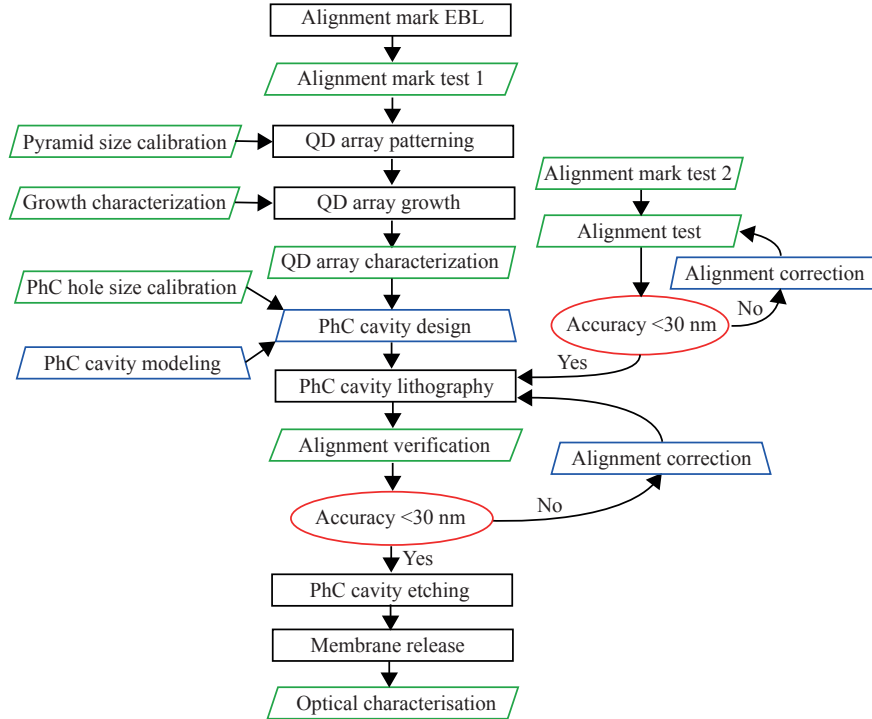 Alignment mark EBL
Alignment mark test 1
Pyramid size calibration
QD array patterning
Growth characterization
QD array growth
QD array characterization
PhC hole size calibration
PhC cavity design
PhC cavity modeling
Alignment mark test 2
Alignment test
Alignment correction
Accuracy <30 nm
No
Yes
PhC cavity lithography
Alignment verification
Alignment correction
Accuracy <30 nm
No
Yes
PhC cavity etching
Membrane release
Optical characterisation